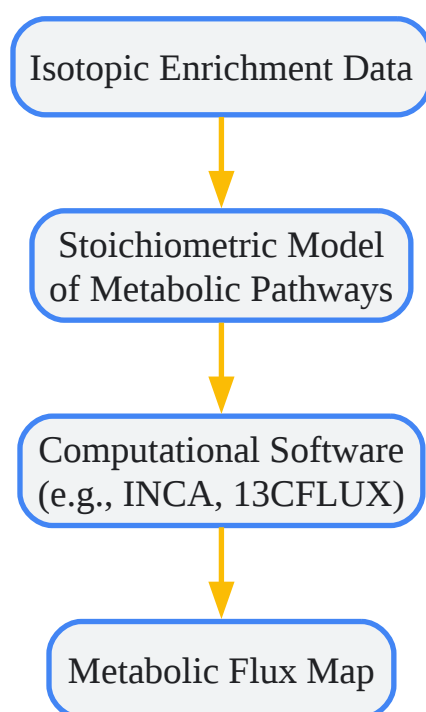 Isotopic Enrichment Data
Stoichiometric Model
of Metabolic Pathways
Computational Software
(e.g., INCA, 13CFLUX)
Metabolic Flux Map